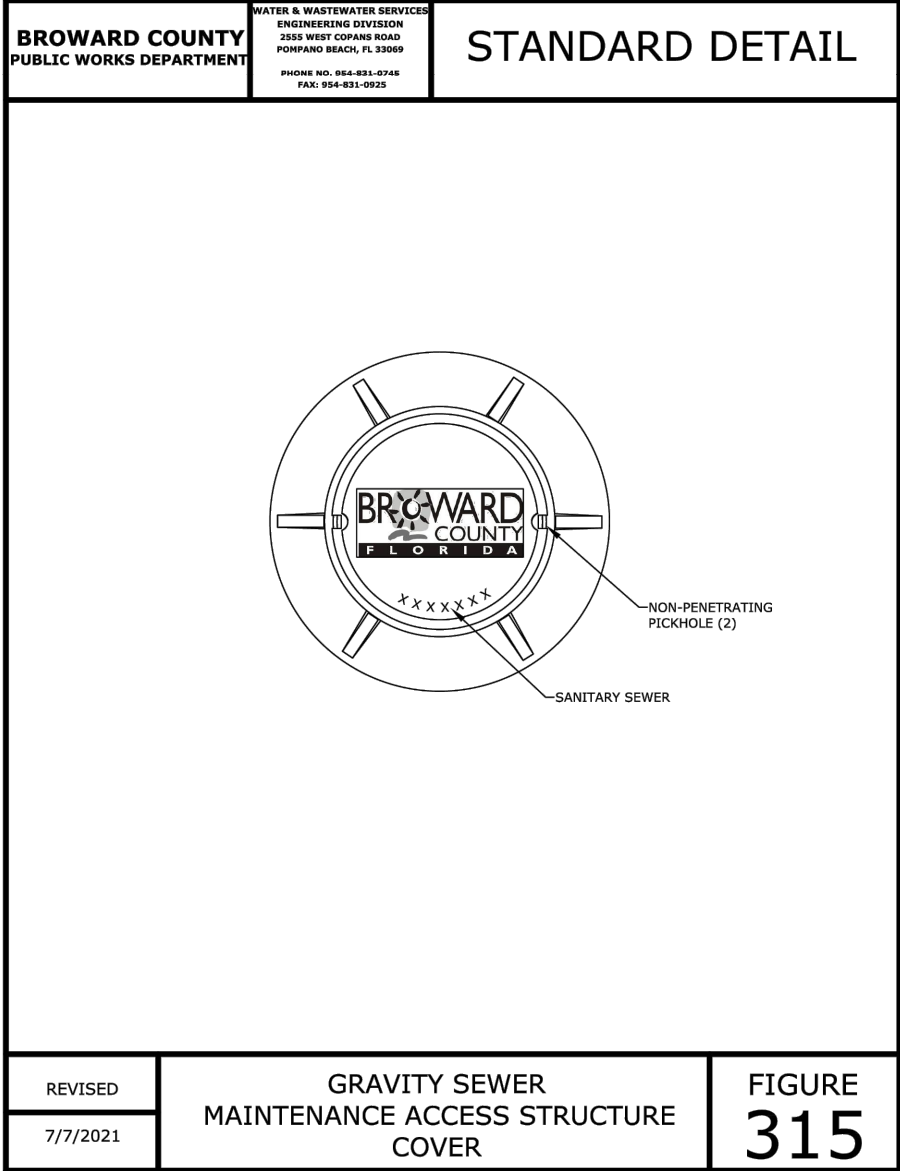 BROWARD COUNTY
PUBLIC WORKS DEPARTMENT
WATER & WASTEWATER SERVICES
ENGINEERING DIVISION
2555 WEST COPANS ROAD
POMPANO BEACH, FL 33069
PHONE NO. 954-831-0745
FAX: 954-831-0925
STANDARD DETAIL
BROWARD
COUNTY
FLORIDA
XXXXXXX
NON-PENETRATING
PICKHOLE (2)
SANITARY SEWER
REVISED
7/7/2021
GRAVITY SEWER
MAINTENANCE ACCESS STRUCTURE
COVER
FIGURE
315